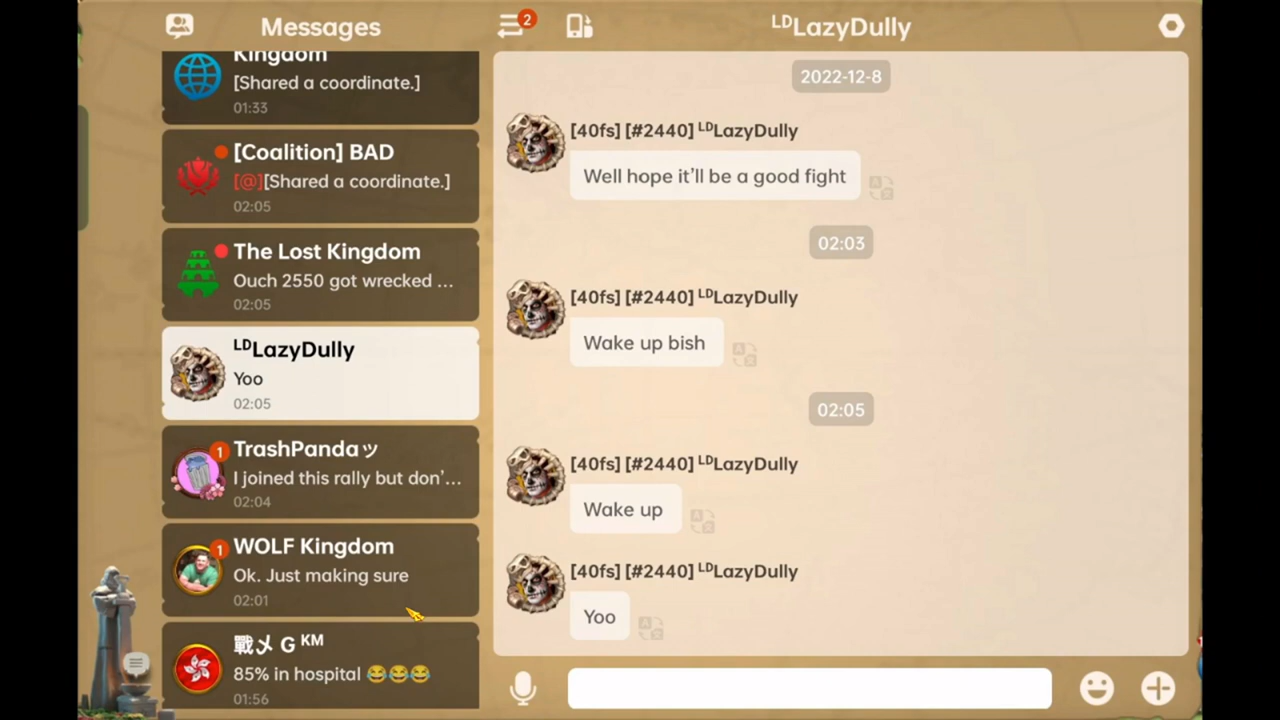 Messages
Kingdom
[Shared a coordinate.]
01:33
[Coalition] BAD
[@][Shared a coordinate.]
02:05
The Lost Kingdom
Ouch 2550 got wrecked ...
02:05
ᴸᴰLazyDully
Yoo
02:05
1
TrashPandaッ
I joined this rally but don’...
02:04
1
WOLF Kingdom
Ok. Just making sure
02:01
戰メ G ᴷᴹ
85% in hospital 😂😂😂
01:56
2
ᴸᴰLazyDully
2022-12-8
[40fs] [#2440] ᴸᴰLazyDully
Well hope it’ll be a good fight
02:03
[40fs] [#2440] ᴸᴰLazyDully
Wake up bish
02:05
[40fs] [#2440] ᴸᴰLazyDully
Wake up
[40fs] [#2440] ᴸᴰLazyDully
Yoo